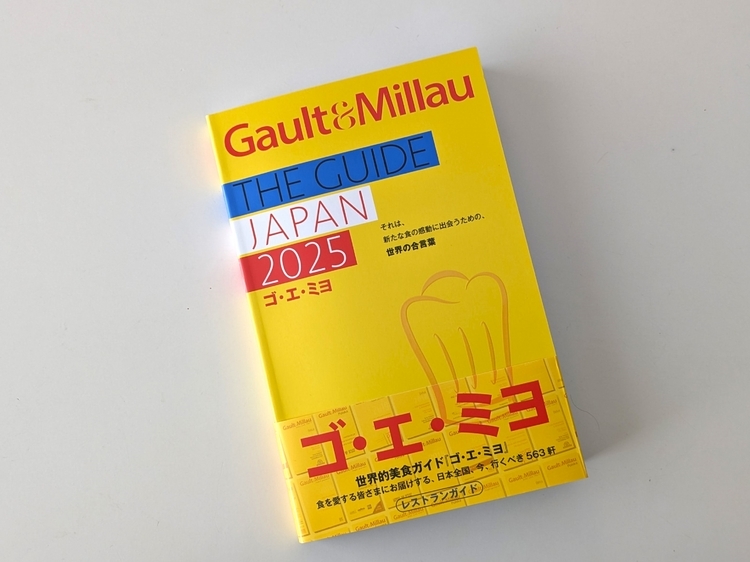 Gault&Millau
THE GUIDE
JAPAN
2025
ゴ・エ・ミヨ
それは、
新たな食の感動に出会うための、
世界の合言葉
ゴ・エ・ミヨ
世界的美食ガイド『ゴ・エ・ミヨ』
食を愛する皆さまにお届けする、日本全国、今、行くべき 563 軒
レストランガイド